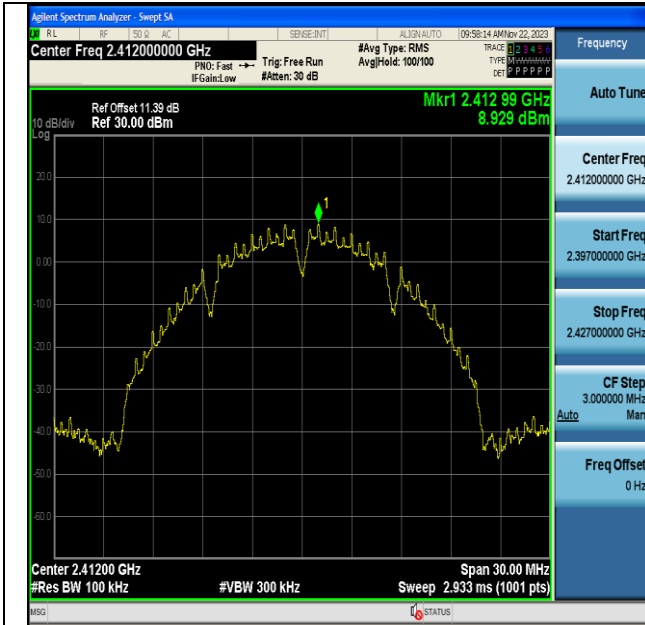 Agilent Spectrum Analyzer - Swept SA
RL RF 50 Ω AC SENSE:INT ALIGN AUTO 09:58:14 AM Nov 22, 2023
Center Freq 2.412000000 GHz
#Avg Type: RMS
TRACE 1 2 3 4 5 6
PNO: Fast
Trig: Free Run
Avg|Hold: 100/100
TYPE M
IFGain:Low
#Atten: 30 dB
DET P P P P P P
Mkr1 2.412 99 GHz
8.929 dBm
Ref Offset 11.39 dB
10 dB/div Ref 30.00 dBm
Log
20.0
10.0
1
0.00
-10.0
-20.0
-30.0
-40.0
-50.0
-60.0
Center 2.41200 GHz
Span 30.00 MHz
#Res BW 100 kHz
#VBW 300 kHz
Sweep 2.933 ms (1001 pts)
MSG
STATUS
Frequency
Auto Tune
Center Freq
2.412000000 GHz
Start Freq
2.397000000 GHz
Stop Freq
2.427000000 GHz
CF Step
3.000000 MHz
Auto Man
Freq Offset
0 Hz